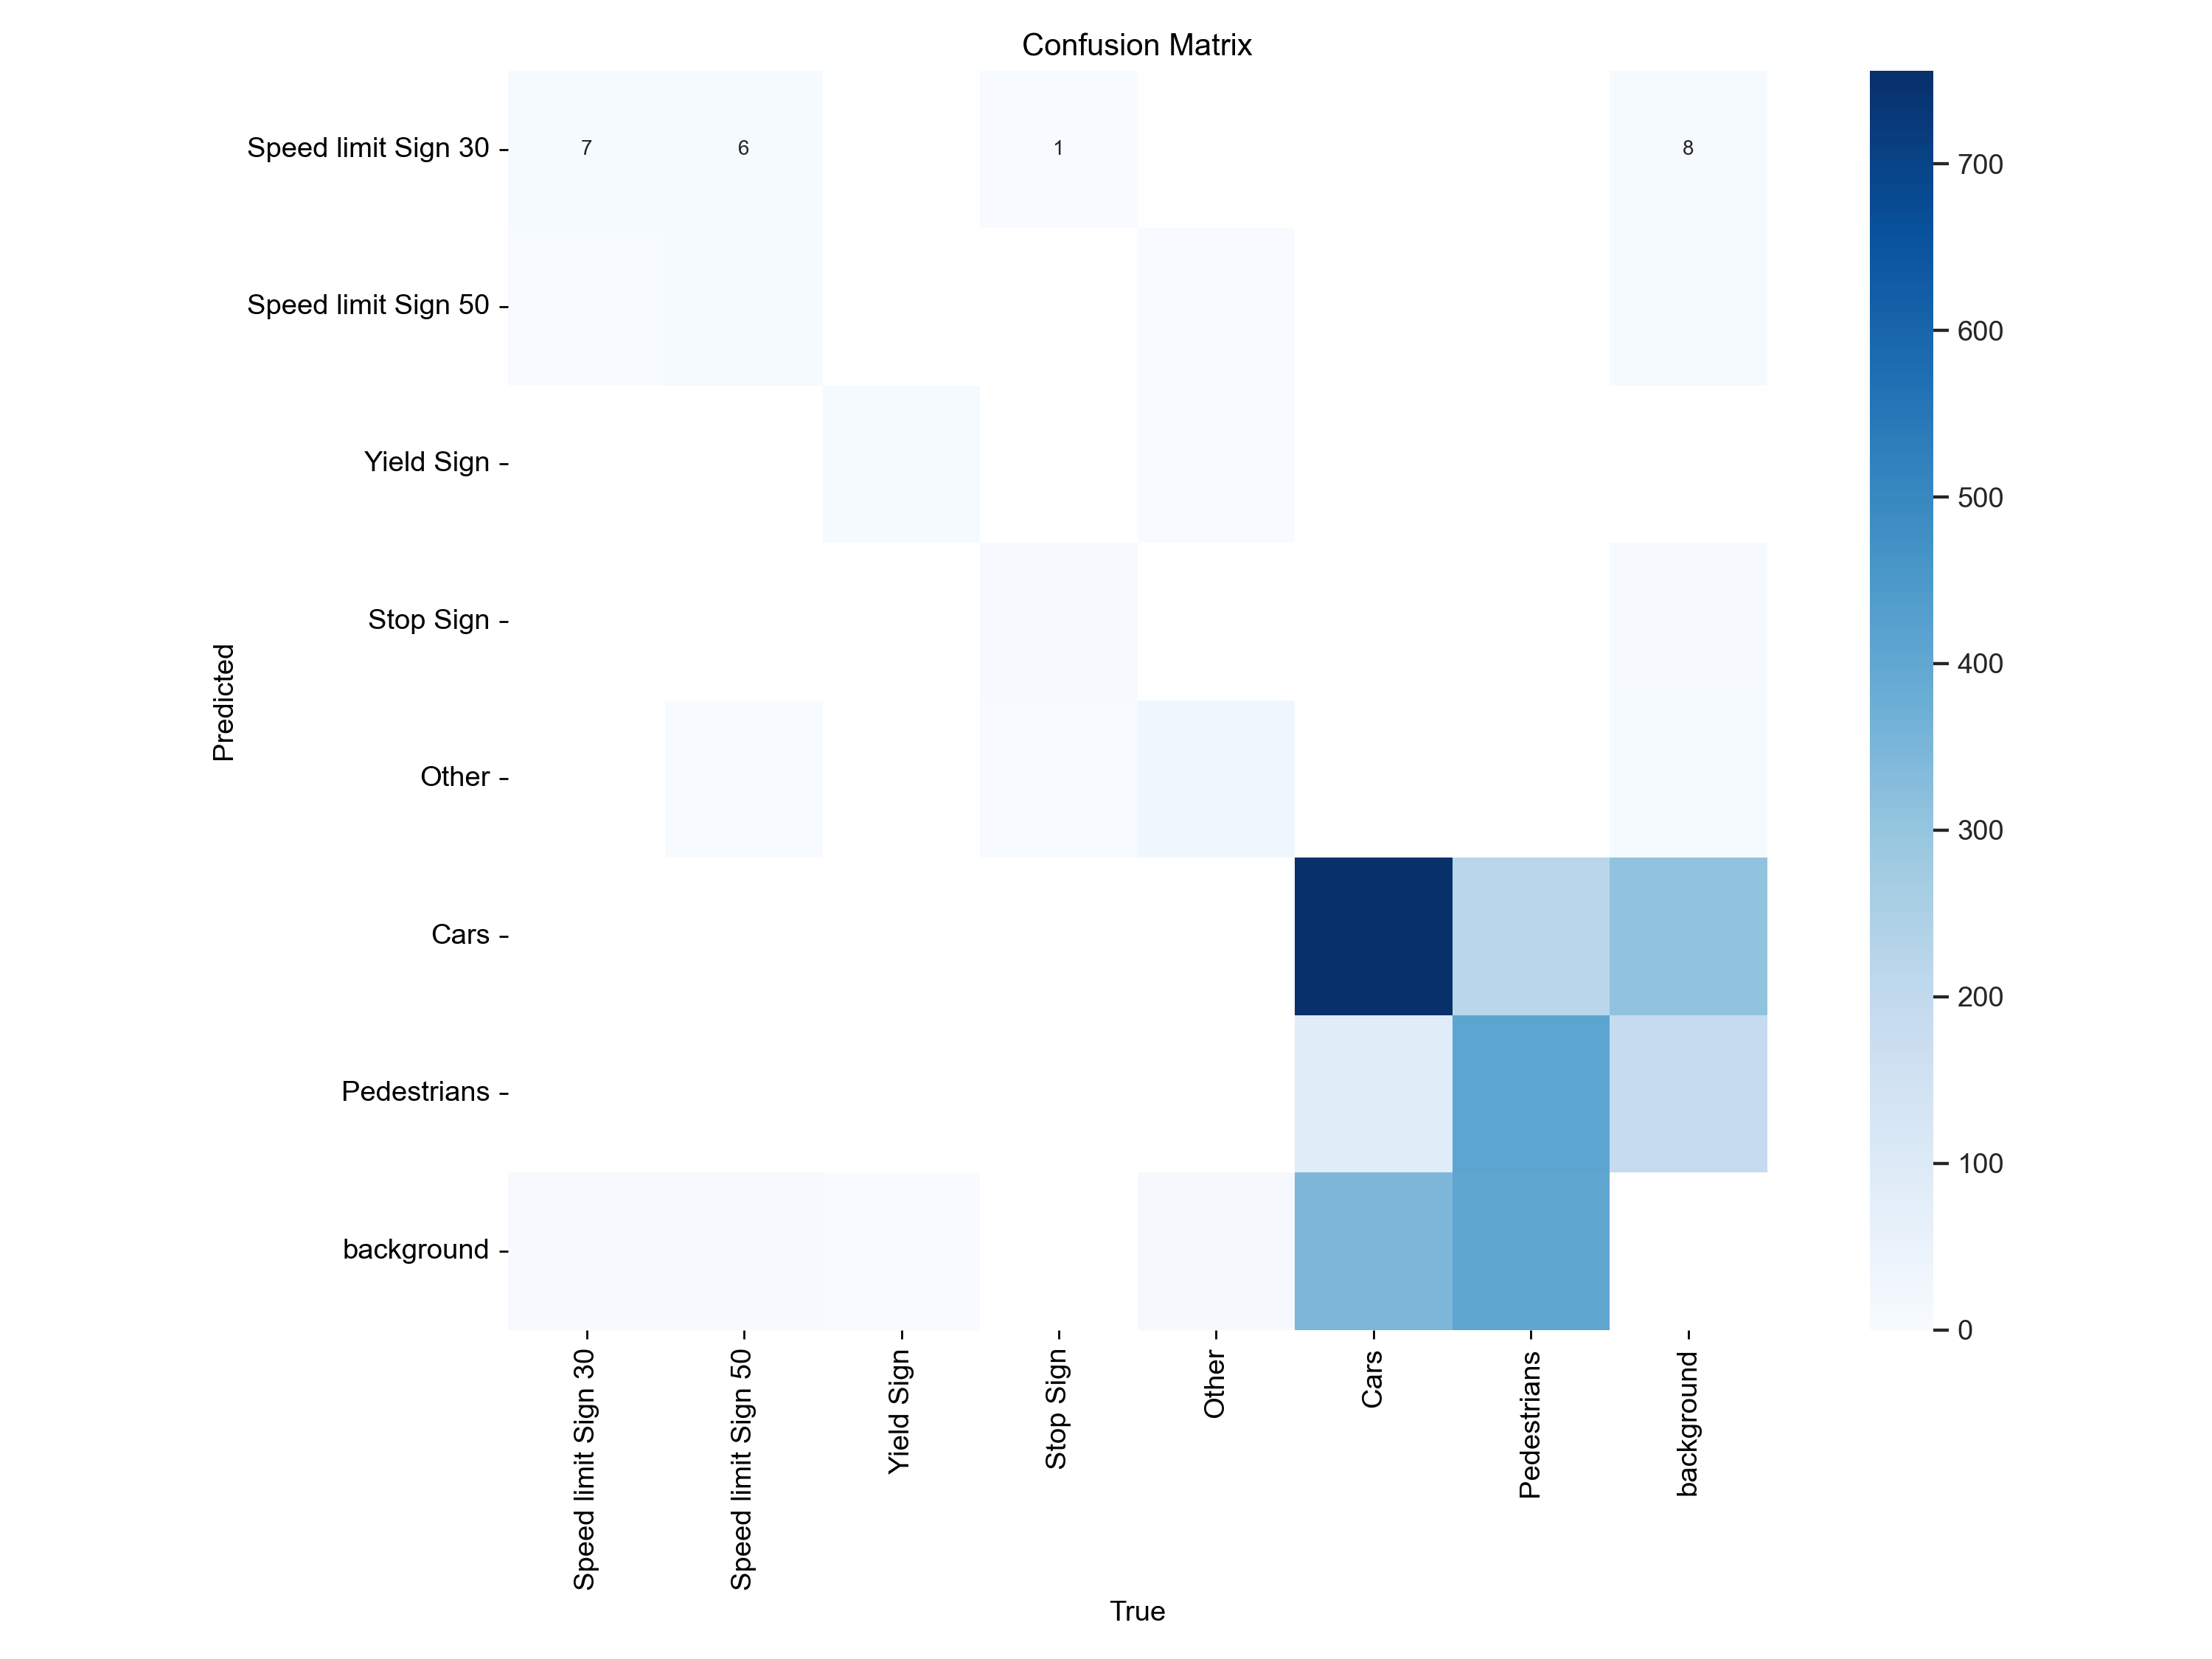 Confusion Matrix
Speed limit Sign 30
7 6 1 8
Speed limit Sign 50
Yield Sign
Stop Sign
Other
Cars
Pedestrians
background
Predicted
Speed limit Sign 30
Speed limit Sign 50
Yield Sign
Stop Sign
Other
Cars
Pedestrians
background
True
700
600
500
400
300
200
100
0